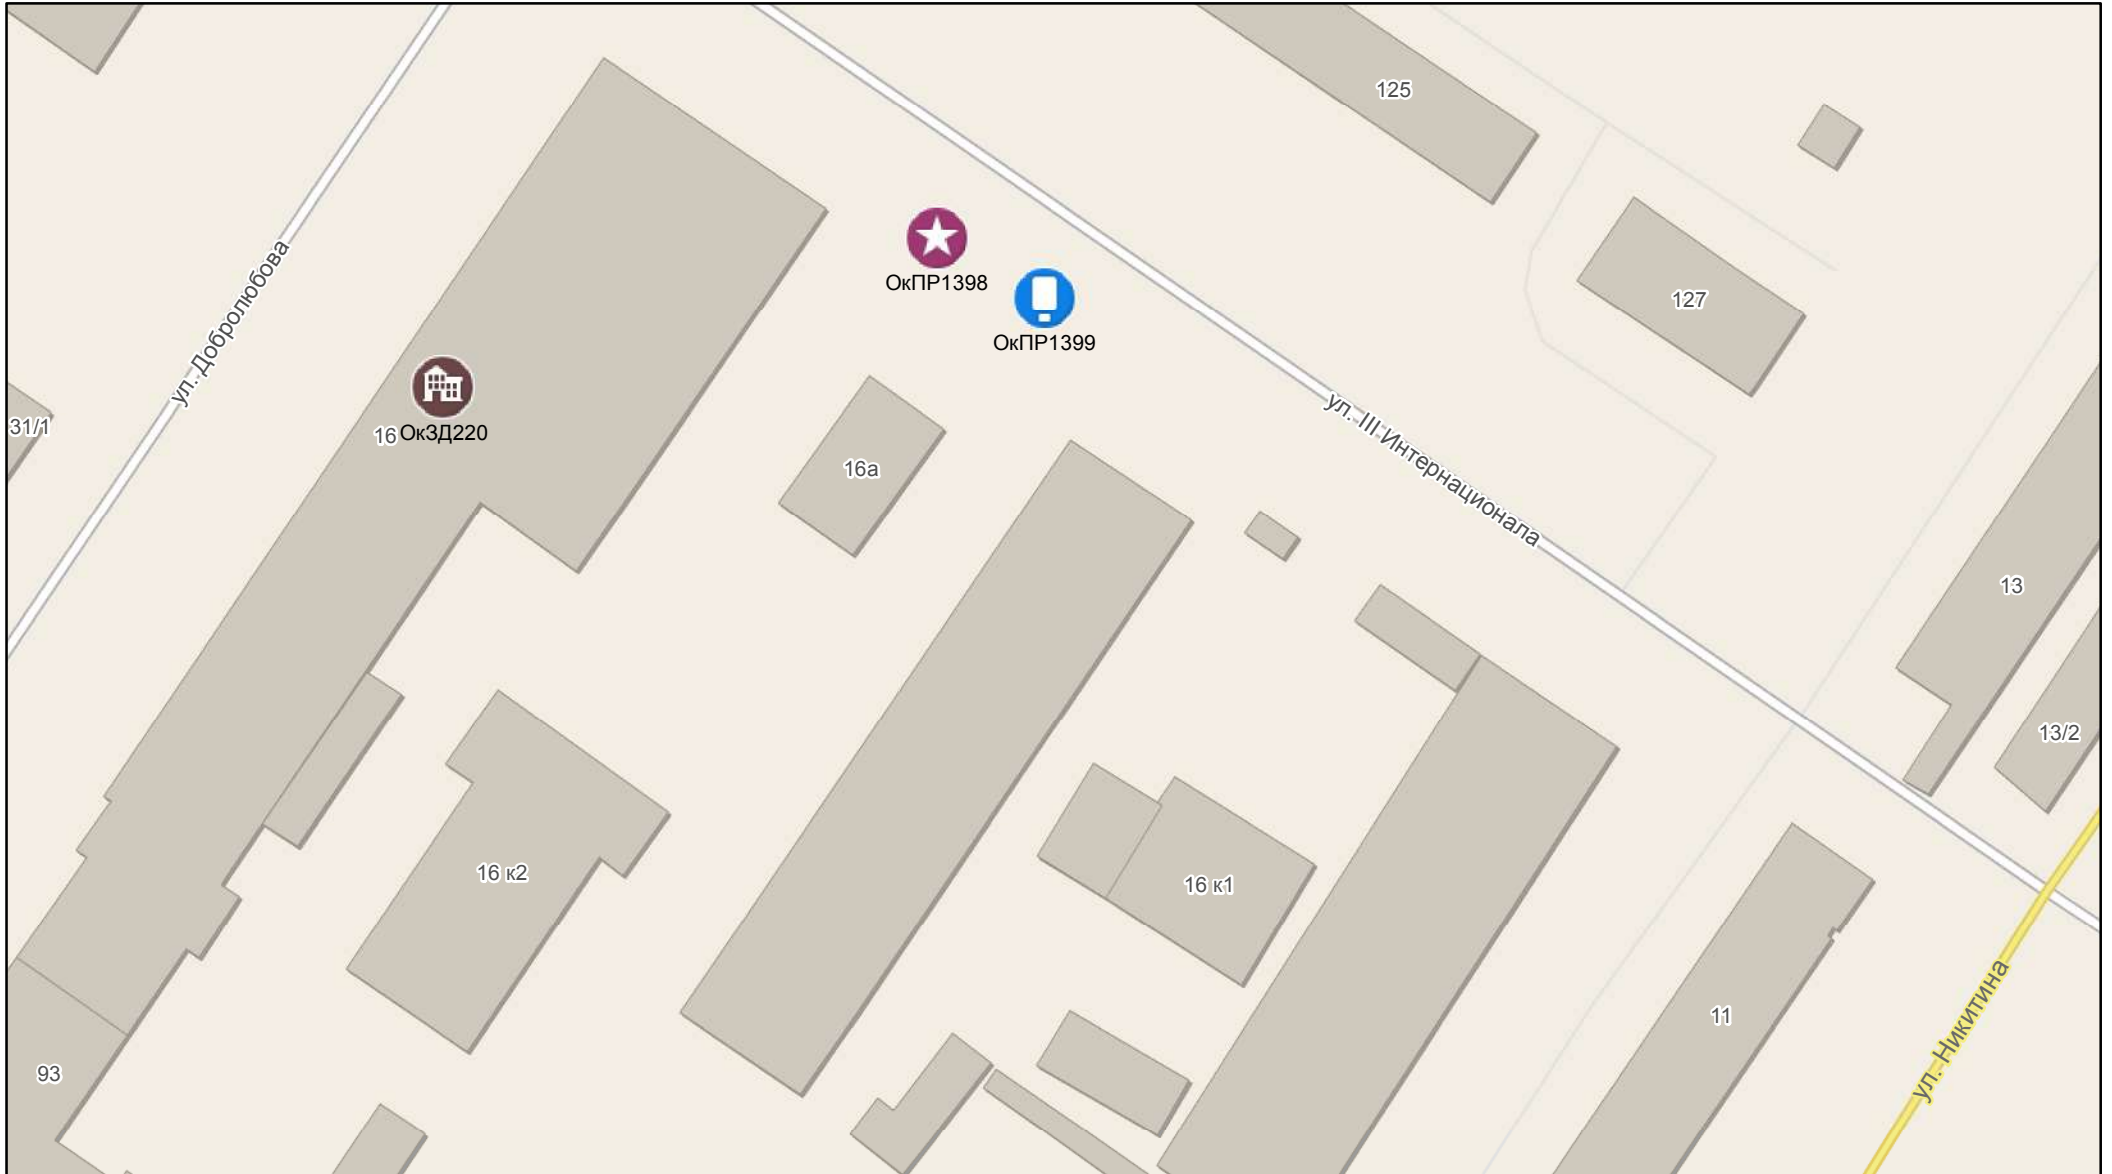 125
ул. Добролюбова
ОкПР1398
127
ОкПР1399
31/1
16
ОкЗД220
16а
ул. III Интернационала
13
13/2
16 к2
16 к1
11
ул. Никитина
93